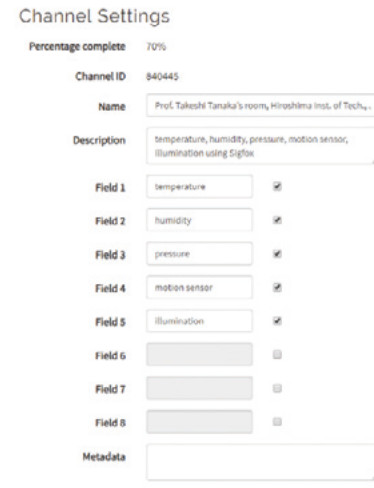 Channel Settings
Percentage complete 70%
Channel ID 840445
Name Prof. Takeshi Tanaka's room, Hiroshima Inst. of Tech., .
Description temperature, humidity, pressure, motion sensor,
illumination using Sigfox
Field 1 temperature
Field 2 humidity
Field 3 pressure
Field 4 motion sensor
Field 5 illumination
Field 6
Field 7
Field 8
Metadata